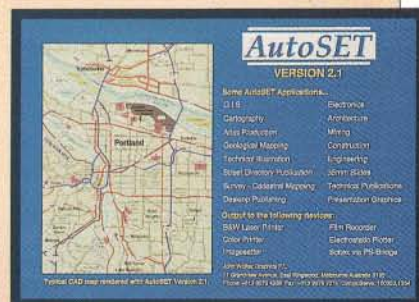 AutoSET
VERSION 2.1
Some AutoSET Applications...
G I S
Electronics
Cartography
Architecture
Atlas Production
Mining
Geological Mapping
Construction
Technical Illustration
Engineering
Street Directory Publication
35mm Slides
Survey - Cadastral Mapping
Technical Publications
Desktop Publishing
Presentation Graphics
Output to the following devices:
B&W Laser Printer
Film Recorder
Color Printer
Electrostatic Plotter
Imagesetter
Portland
Typical CAD map rendered with AutoSET Version 2.1